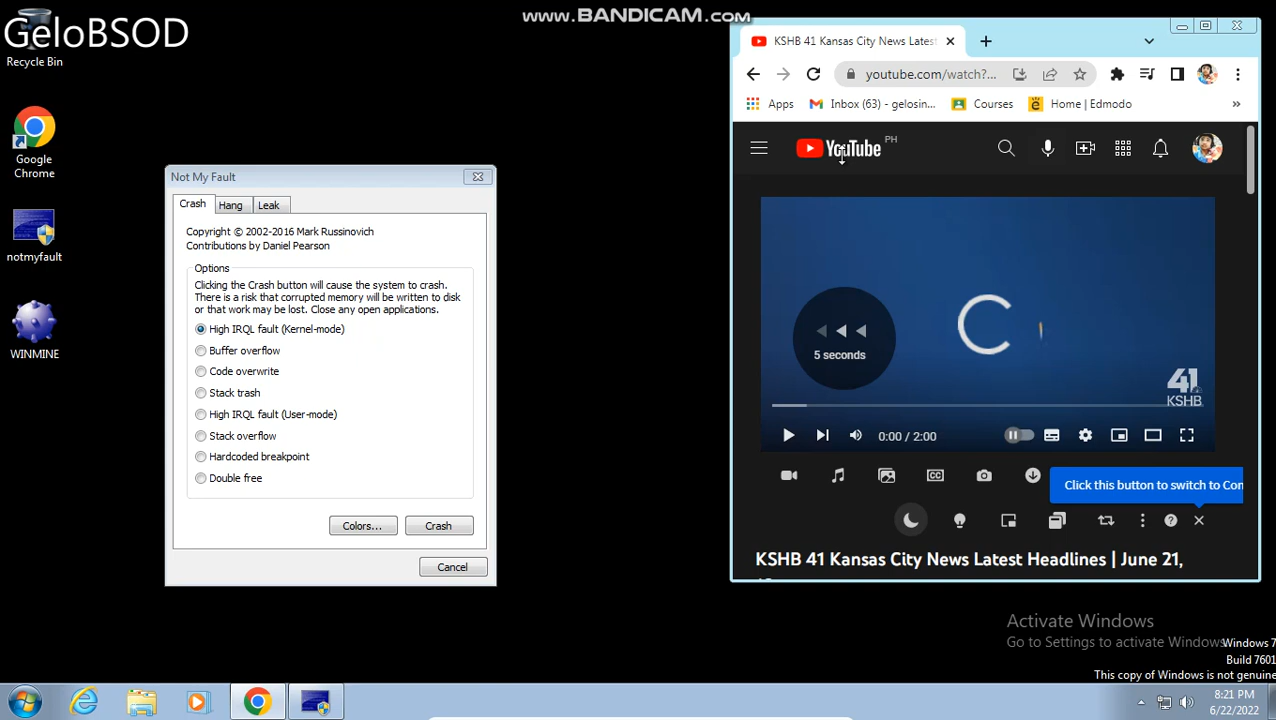 www.BANDICAM.com
GeloBSOD
Recycle Bin
Google
Chrome
notmyfault
WINMINE
Not My Fault
Crash
Hang
Leak
Copyright © 2002-2016 Mark Russinovich
Contributions by Daniel Pearson
Options
Clicking the Crash button will cause the system to crash.
There is a risk that corrupted memory will be written to disk
or that work may be lost. Close any open applications.
High IRQL fault (Kernel-mode)
Buffer overflow
Code overwrite
Stack trash
High IRQL fault (User-mode)
Stack overflow
Hardcoded breakpoint
Double free
Colors...
Crash
Cancel
KSHB 41 Kansas City News Latest
youtube.com/watch?...
Apps
Inbox (63) - gelosin...
Courses
Home | Edmodo
»
YouTube PH
5 seconds
41
KSHB
0:00 / 2:00
CC
Click this button to switch to Con
KSHB 41 Kansas City News Latest Headlines | June 21,
Activate Windows
Go to Settings to activate Windows
Windows 7
Build 7601
This copy of Windows is not genuine
8:21 PM
6/22/2022